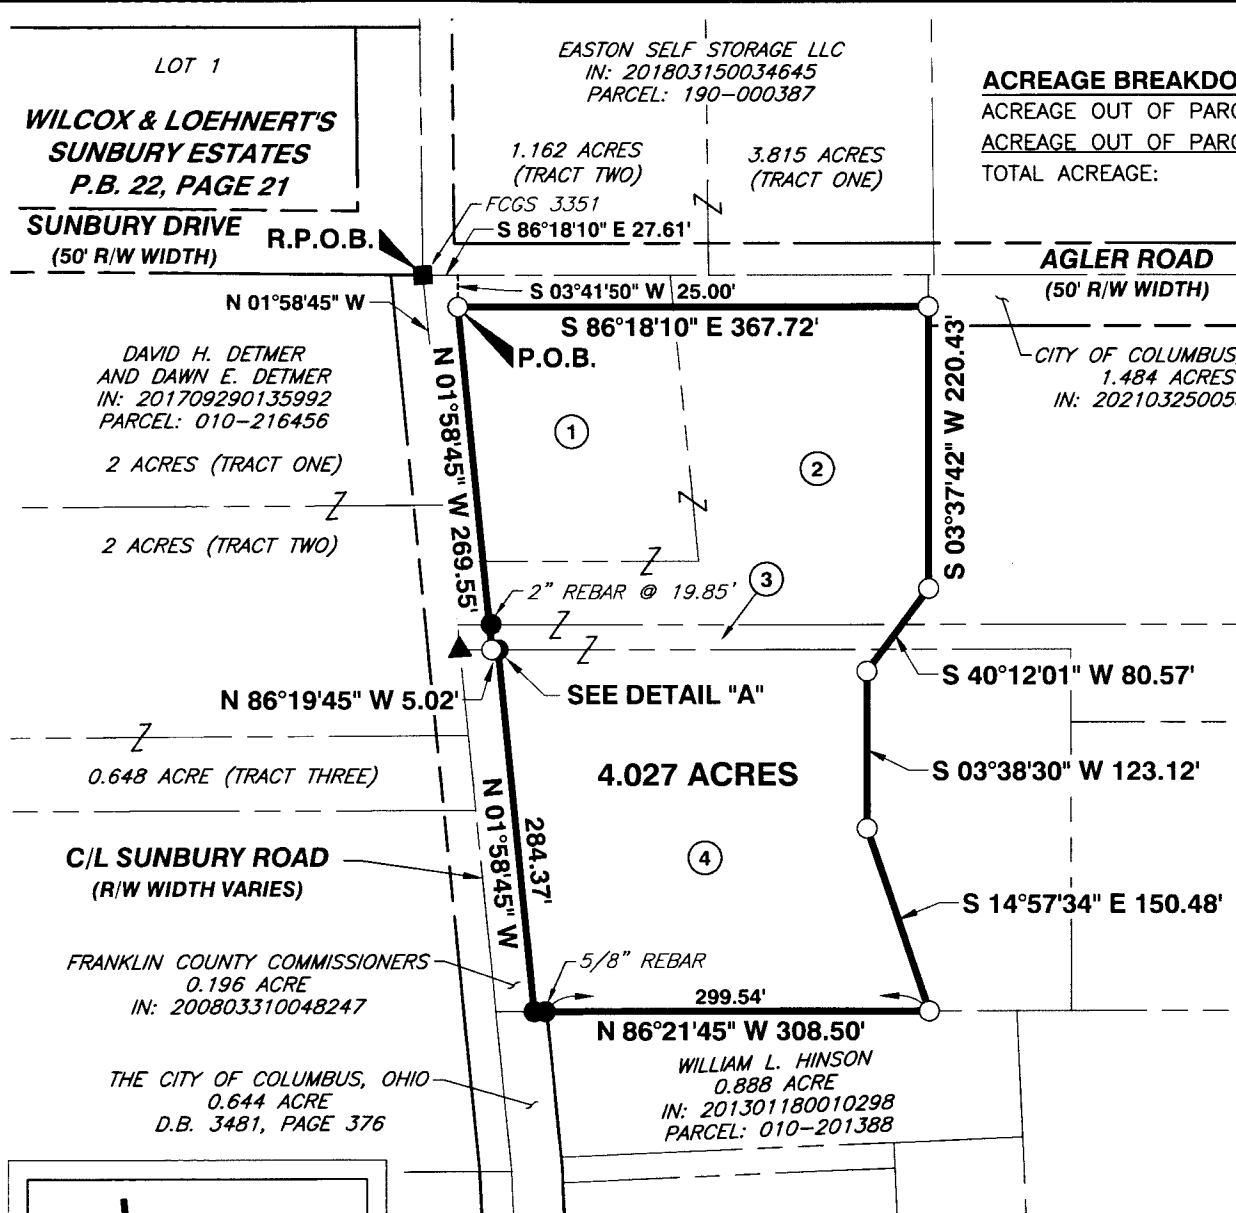 LOT 1
WILCOX & LOEHNERT'S
SUNBURY ESTATES
P.B. 22, PAGE 21
SUNBURY DRIVE
(50' R/W WIDTH)
R.P.O.B.
EASTON SELF STORAGE LLC
IN: 201803150034645
PARCEL: 190-000387
1.162 ACRES
(TRACT TWO)
3.815 ACRES
(TRACT ONE)
FCGS 3351
S 86°18'10" E 27.61'
ACREAGE BREAKDO
ACREAGE OUT OF PARC
ACREAGE OUT OF PARC
TOTAL ACREAGE:
AGLER ROAD
(50' R/W WIDTH)
N 01°58'45" W
S 03°41'50" W 25.00'
S 86°18'10" E 367.72'
P.O.B.
CITY OF COLUMBUS,
1.484 ACRES
IN: 20210325005
DAVID H. DETMER
AND DAWN E. DETMER
IN: 201709290135992
PARCEL: 010-216456
2 ACRES (TRACT ONE)
2 ACRES (TRACT TWO)
N 01°58'45" W 269.55'
S 03°37'42" W 220.43'
1
2
3
2" REBAR @ 19.85'
N 86°19'45" W 5.02'
SEE DETAIL "A"
S 40°12'01" W 80.57'
0.648 ACRE (TRACT THREE)
4.027 ACRES
S 03°38'30" W 123.12'
N 01°58'45" W
284.37'
4
C/L SUNBURY ROAD
(R/W WIDTH VARIES)
S 14°57'34" E 150.48'
FRANKLIN COUNTY COMMISSIONERS
0.196 ACRE
IN: 200803310048247
5/8" REBAR
299.54'
N 86°21'45" W 308.50'
WILLIAM L. HINSON
0.888 ACRE
IN: 201301180010298
PARCEL: 010-201388
THE CITY OF COLUMBUS, OHIO
0.644 ACRE
D.B. 3481, PAGE 376